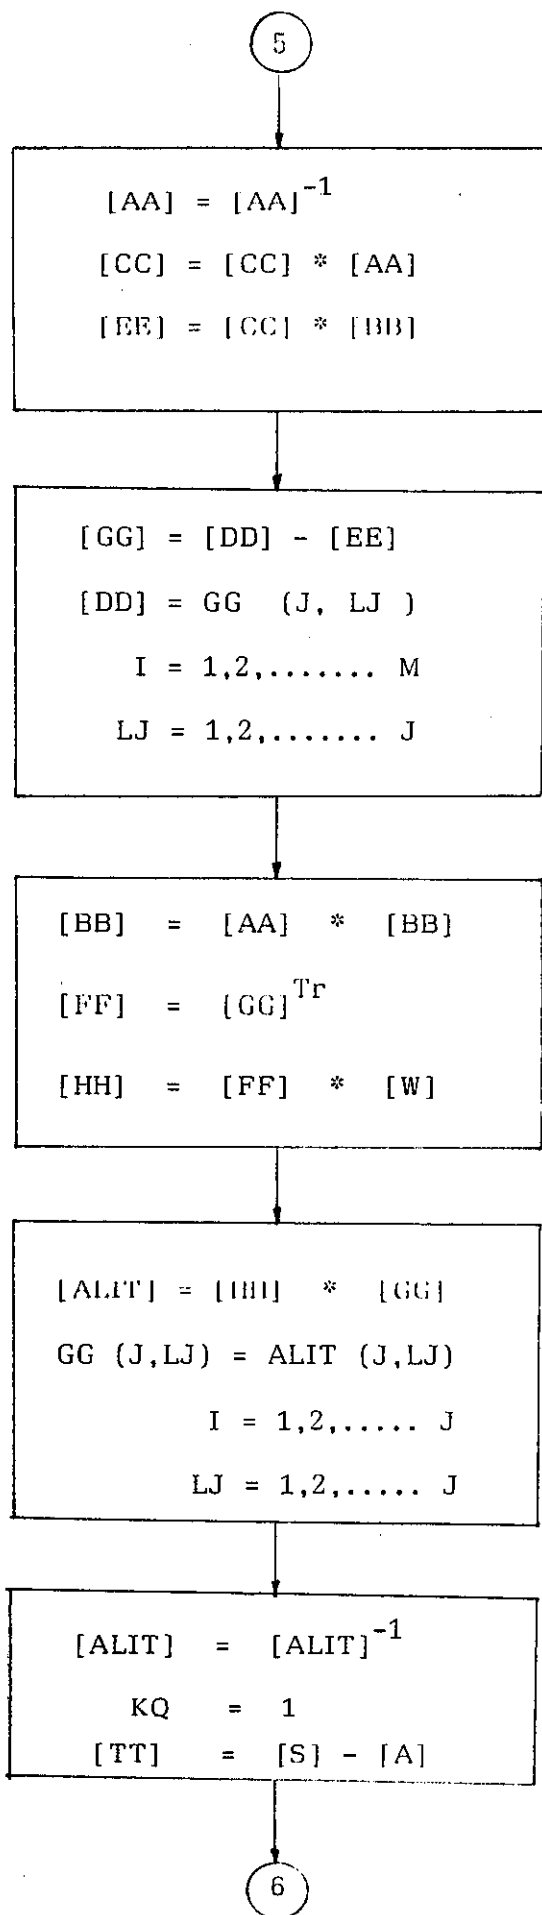 5
[AA] = [AA]-1
[CC] = [CC] * [AA]
[EE] = [CC] * [BB]
[GG] = [DD] - [EE]
[DD] = GG (J, LJ )
I = 1,2,....... M
LJ = 1,2,....... J
[BB] = [AA] * [BB]
[FF] = [GG]Tr
[HH] = [FF] * [W]
[ALIT] = [HH] * [GG]
GG (J,LJ) = ALIT (J,LJ)
I = 1,2,..... J
LJ = 1,2,..... J
[ALIT] = [ALIT]-1
KQ = 1
[TT] = [S] - [A]
6